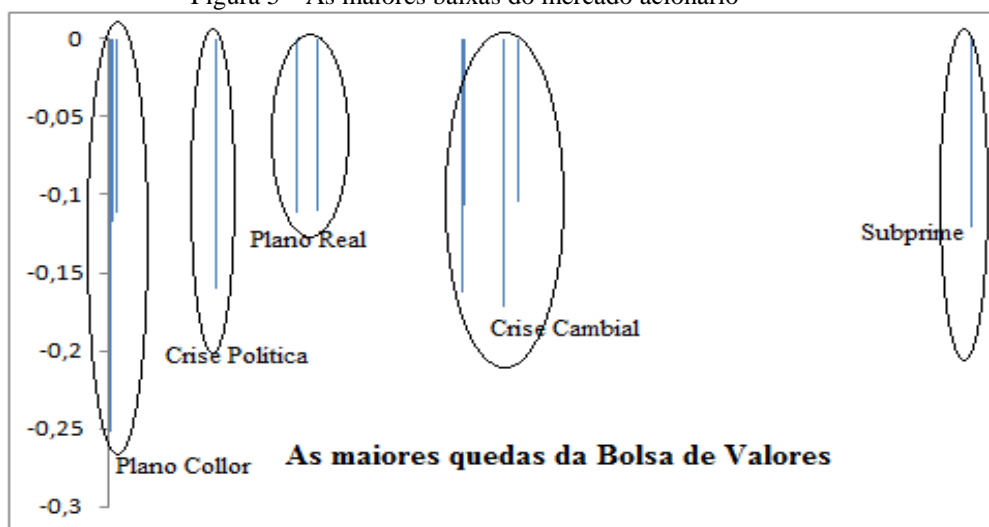 Figura 3 – As maiores baixas do mercado acionário
0
-0,05
-0,1
-0,15
-0,2
-0,25
-0,3
Plano Real
Subprime
Crise Cambial
Crise Política
Plano Collor
As maiores quedas da Bolsa de Valores